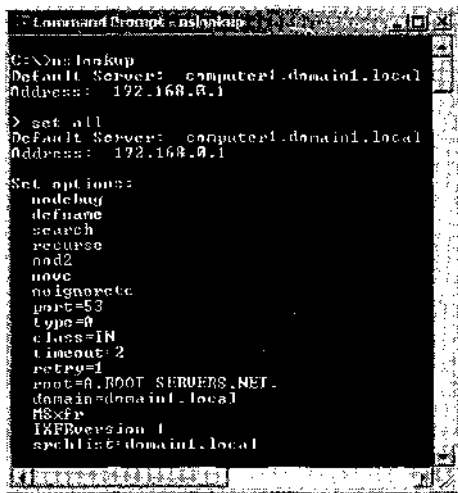 Command Prompt - nslookup
C:\>nslookup
Default Server:  computer1.domain1.local
Address:  192.168.0.1
> set all
Default Server:  computer1.domain1.local
Address:  192.168.0.1
Set options:
nodebug
defname
search
recurse
nod2
novc
noignoretc
port=53
type=A
class=IN
timeout=2
retry=1
root=A.ROOT-SERVERS.NET.
domain=domain1.local
MSxfr
IXFRversion=1
srchlist=domain1.local